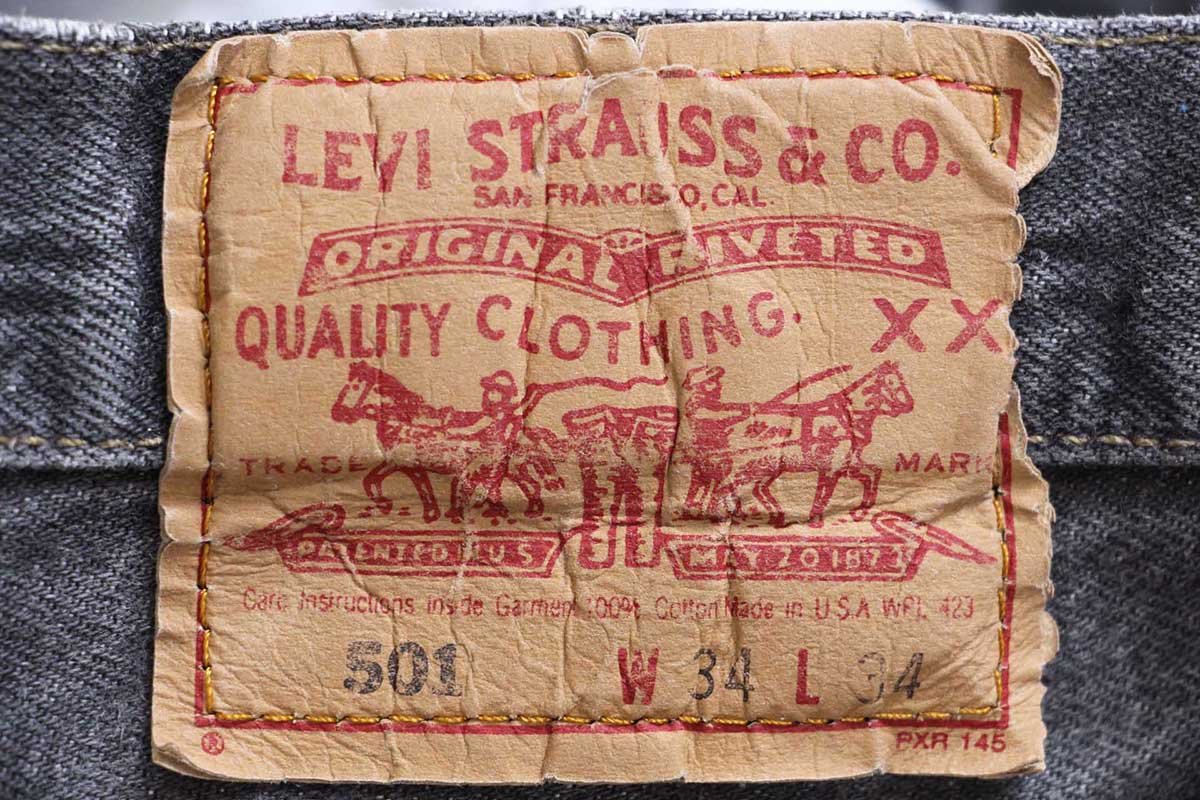 LEVI STRAUSS & CO.
SAN FRANCISCO, CAL.
ORIGINAL RIVETED
QUALITY CLOTHING. XX
TRADE MARK
PATENTED IN U S MAY 20 1873
Care Instructions Inside Garment 100% Cotton Made in U.S.A WPL 423
501 W 34 L 34
® PXR 145